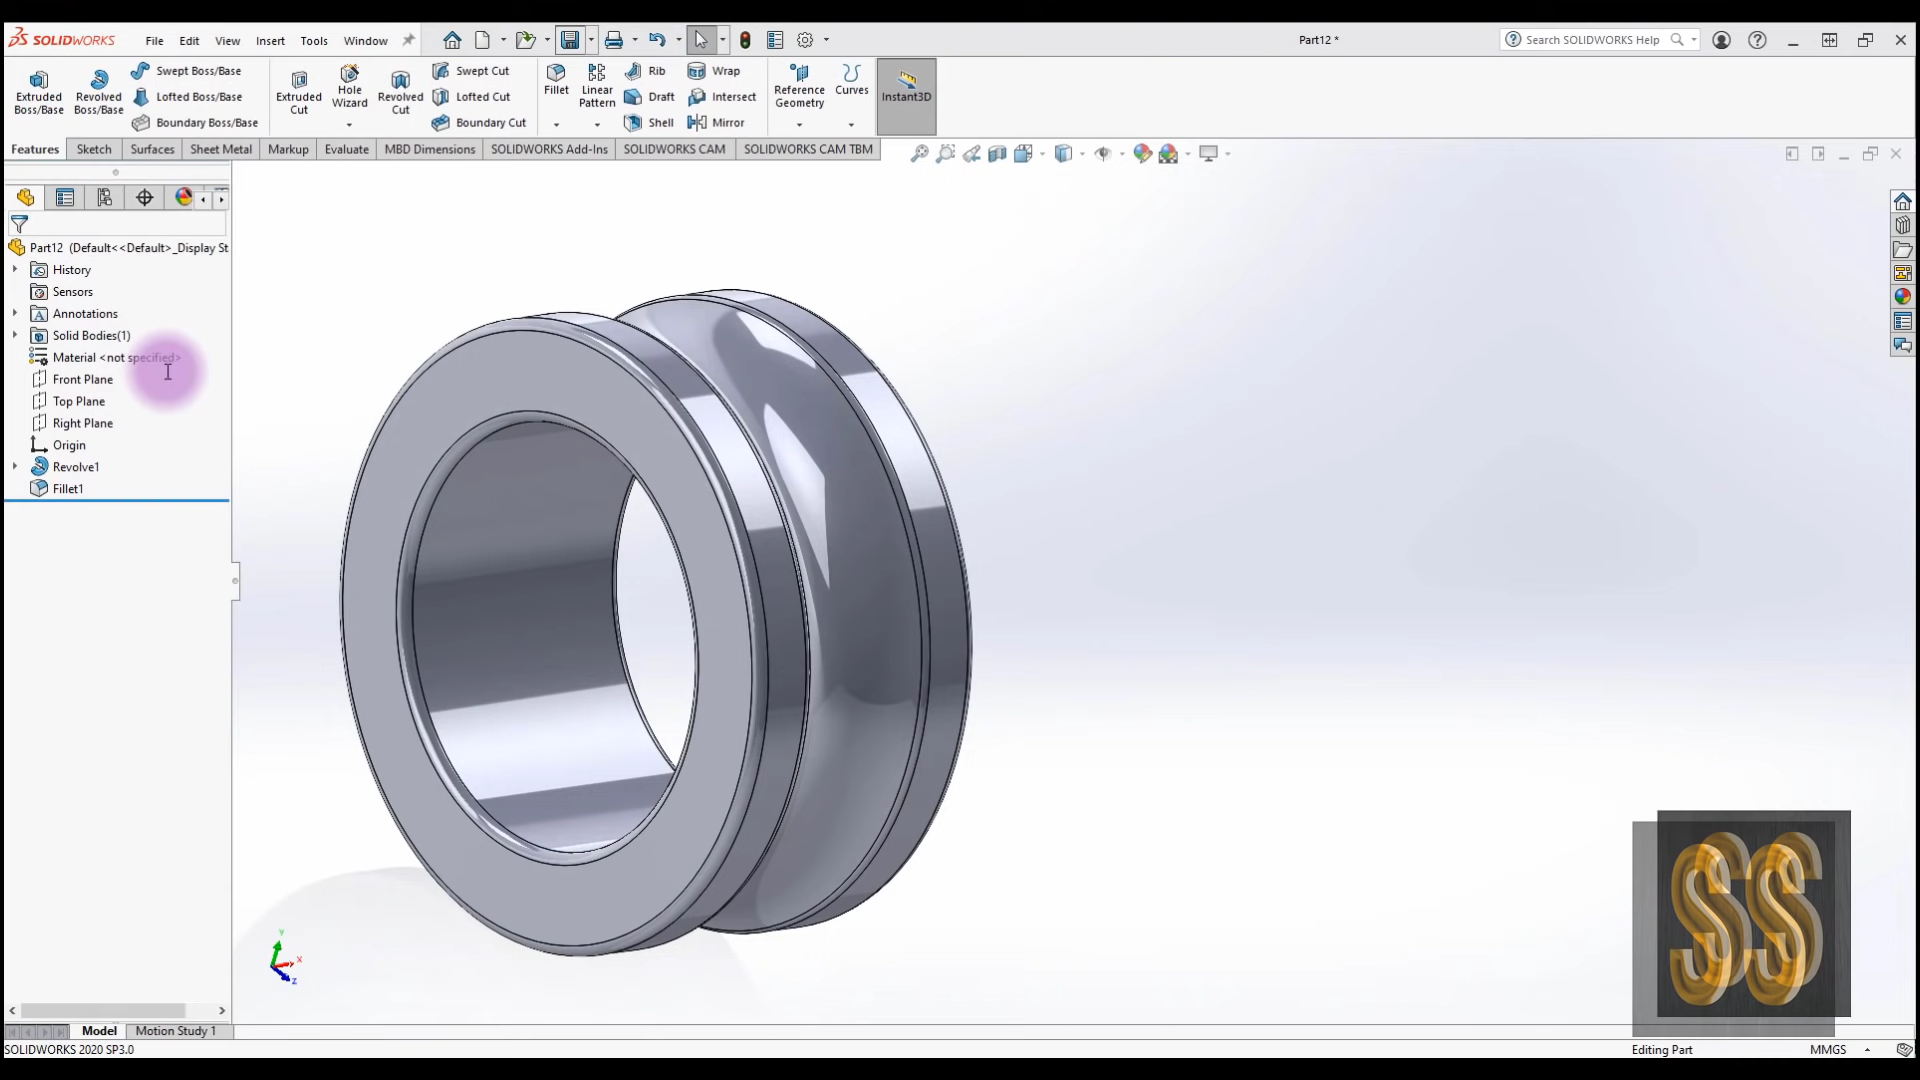 SOLIDWORKS File Edit View Insert Tools Window Part12 * Search SOLIDWORKS Help
Extruded Boss/Base
Revolved Boss/Base
Swept Boss/Base
Lofted Boss/Base
Boundary Boss/Base
Extruded Cut
Hole Wizard
Revolved Cut
Swept Cut
Lofted Cut
Boundary Cut
Fillet
Linear Pattern
Rib
Draft
Shell
Wrap
Intersect
Mirror
Reference Geometry
Curves
Instant3D
Features Sketch Surfaces Sheet Metal Markup Evaluate MBD Dimensions SOLIDWORKS Add-Ins SOLIDWORKS CAM SOLIDWORKS CAM TBM
Part12 (Default<<Default>_Display St
History
Sensors
Annotations
Solid Bodies(1)
Material <not specified>
Front Plane
Top Plane
Right Plane
Origin
Revolve1
Fillet1
Y
X
Z
SS
Model Motion Study 1
SOLIDWORKS 2020 SP3.0 Editing Part MMGS